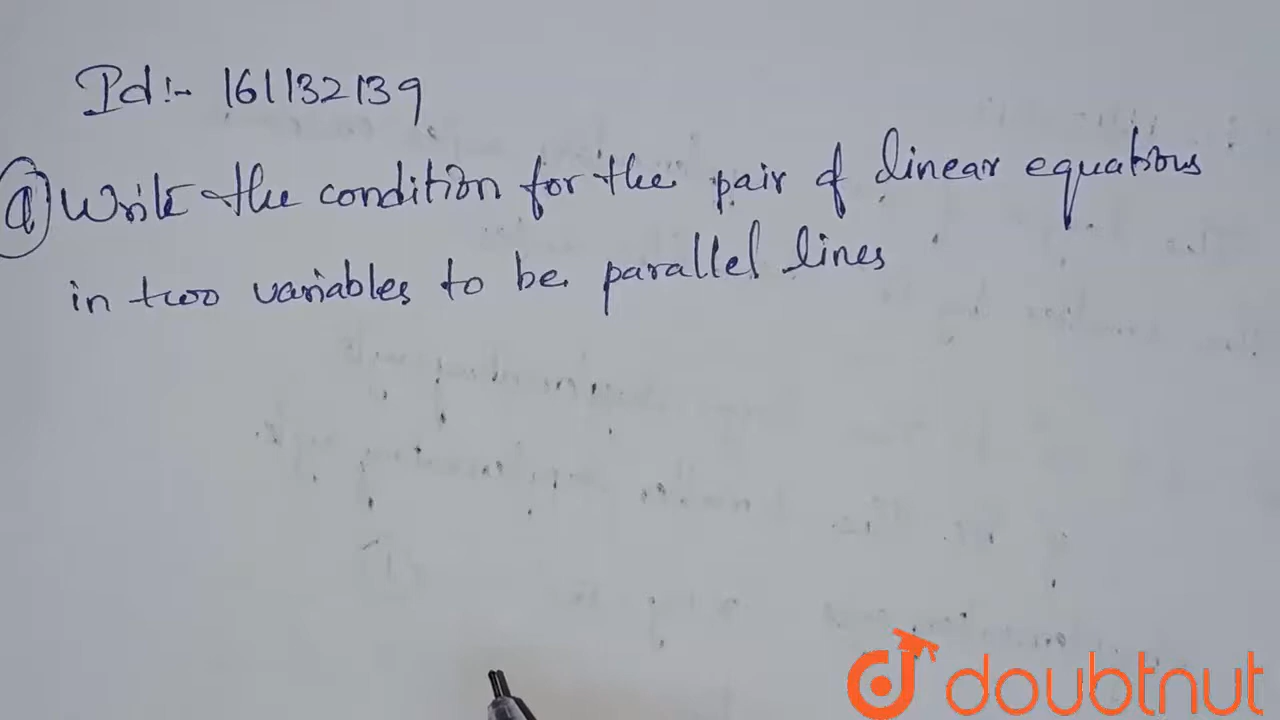 Id:- 161132139
Q) Write the condition for the pair of linear equations
in two variables to be parallel lines
doubtnut